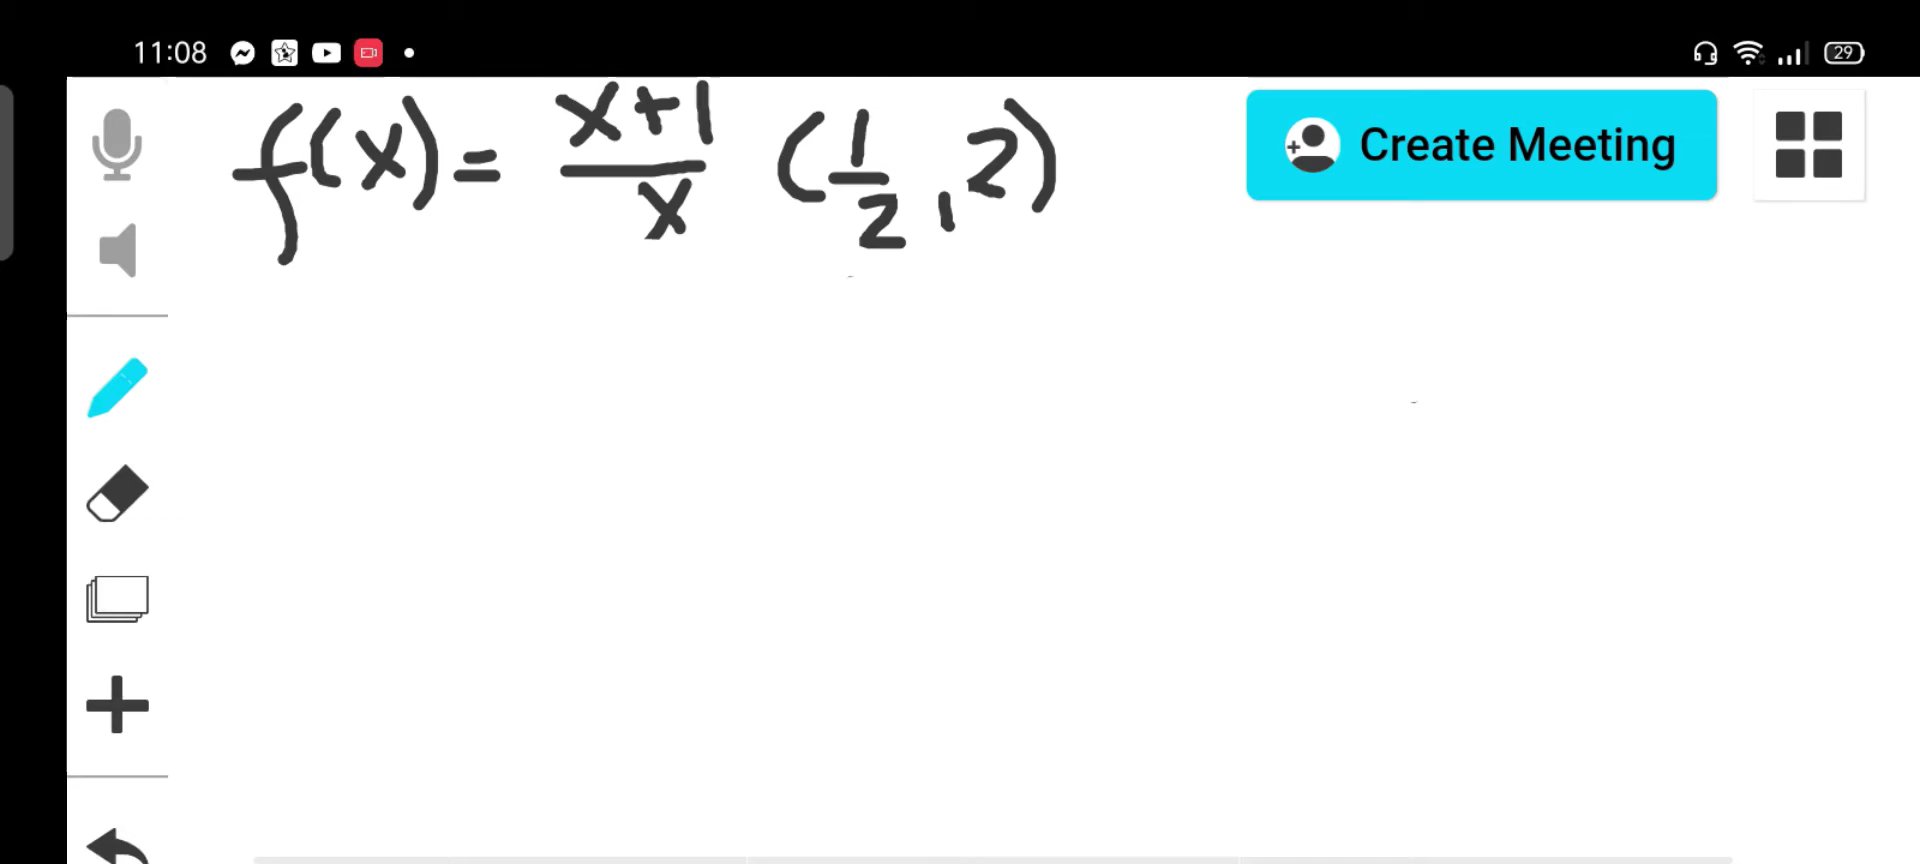 11:08 29
f(x)= x+1/x (1/2,2)
Create Meeting